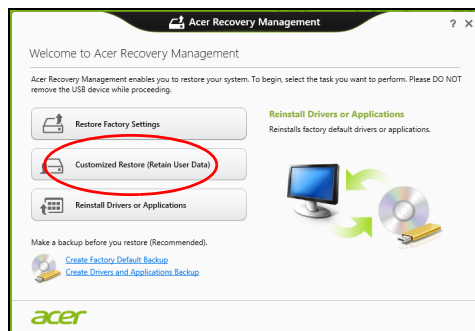 Acer Recovery Management
? X
Welcome to Acer Recovery Management
Acer Recovery Management enables you to restore your system. To begin, select the task you want to perform. Please DO NOT
remove the USB device while proceeding.
Restore Factory Settings
Customized Restore (Retain User Data)
Reinstall Drivers or Applications
Reinstall Drivers or Applications
Reinstalls factory default drivers or applications.
Make a backup before you restore (Recommended).
Create Factory Default Backup
Create Drivers and Applications Backup
acer